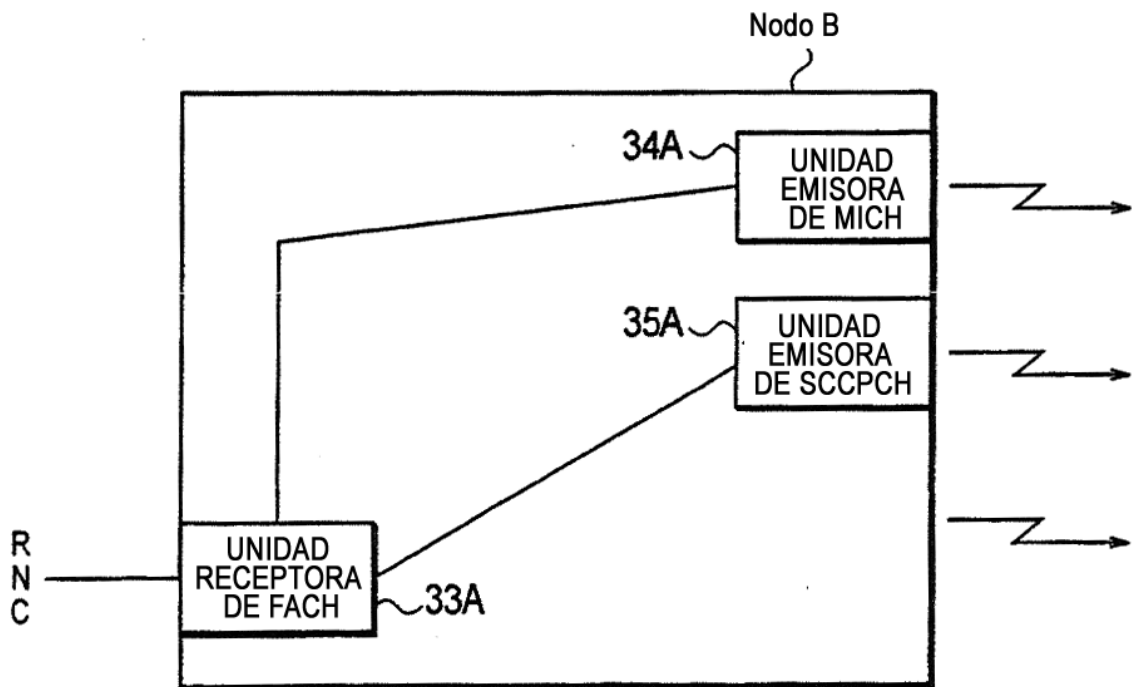 Nodo B
34A
UNIDAD
EMISORA
DE MICH
35A
UNIDAD
EMISORA
DE SCCPCH
R
N
C
UNIDAD
RECEPTORA
DE FACH
33A